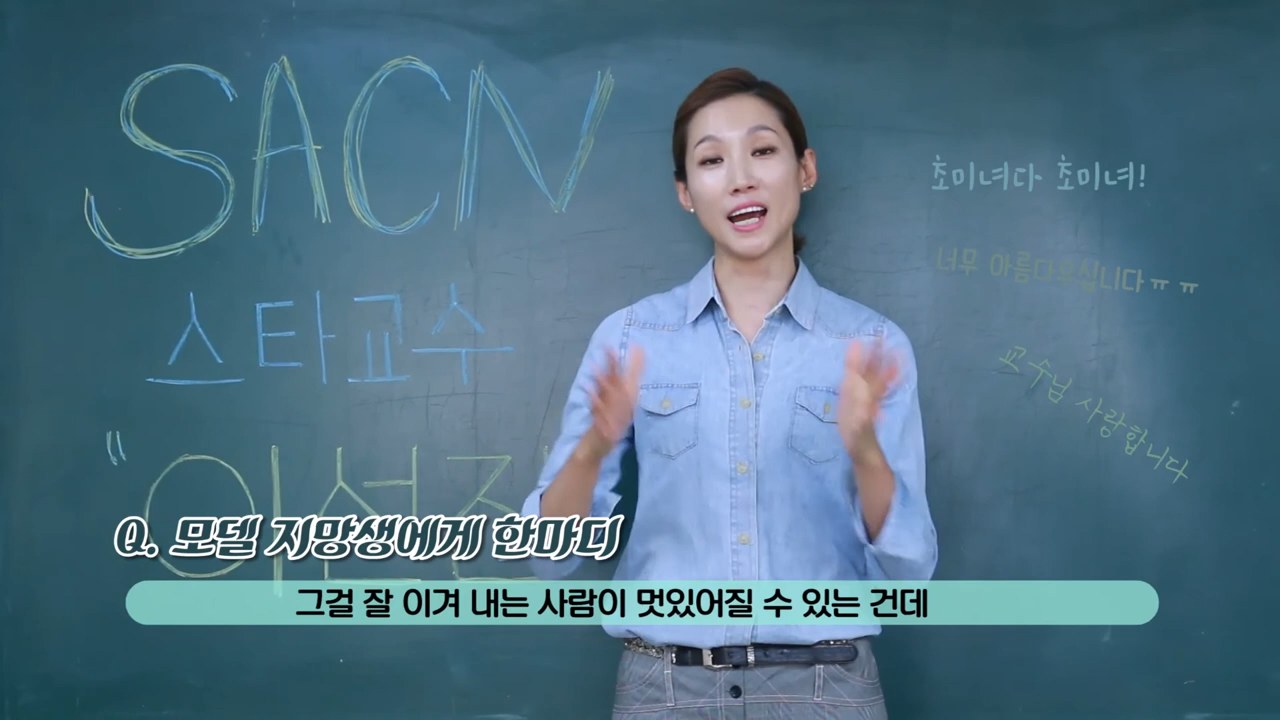 SACN
스타교수
"이선진
초미녀다 초미녀!
너무 아름다우십니다ㅠㅠ
교수님 사랑합니다
Q. 모델 지망생에게 한마디
그걸 잘 이겨 내는 사람이 멋있어질 수 있는 건데